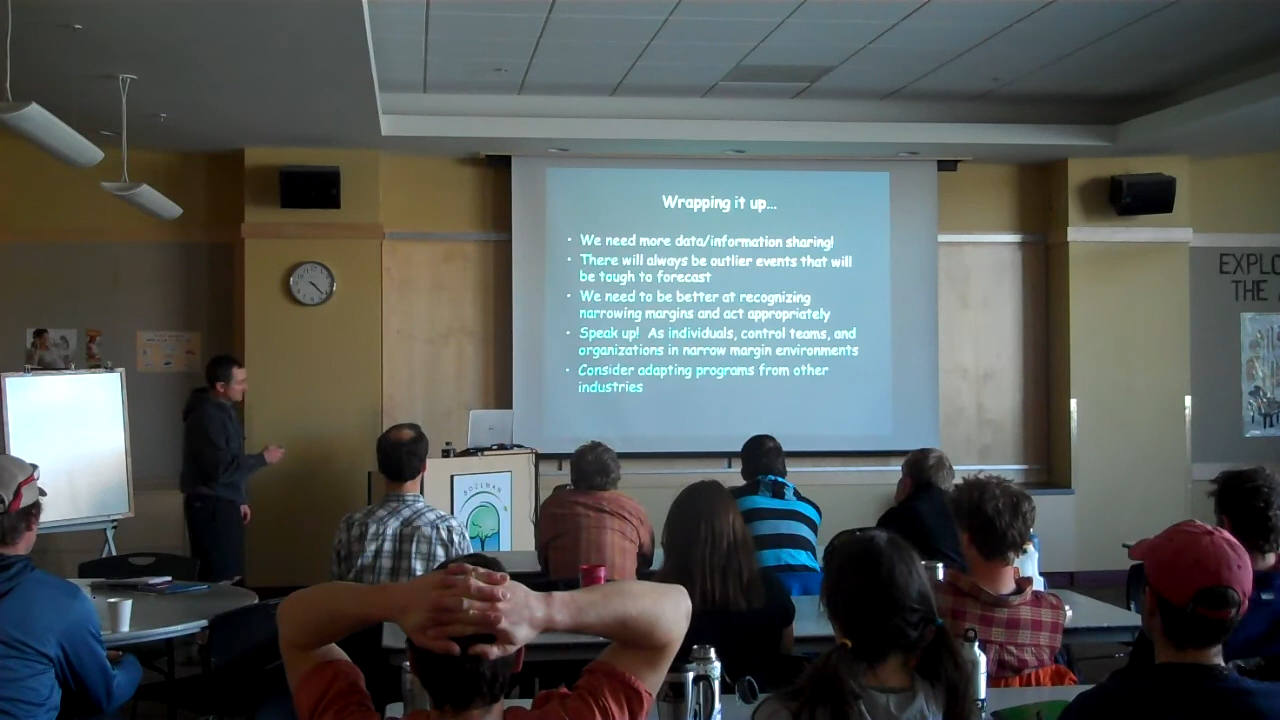 Wrapping it up...
• We need more data/information sharing!
• There will always be outlier events that will
be tough to forecast
• We need to be better at recognizing
narrowing margins and act appropriately
• Speak up! As individuals, control teams, and
organizations in narrow margin environments
• Consider adapting programs from other
industries
EXPLO
THE
BOZEMAN